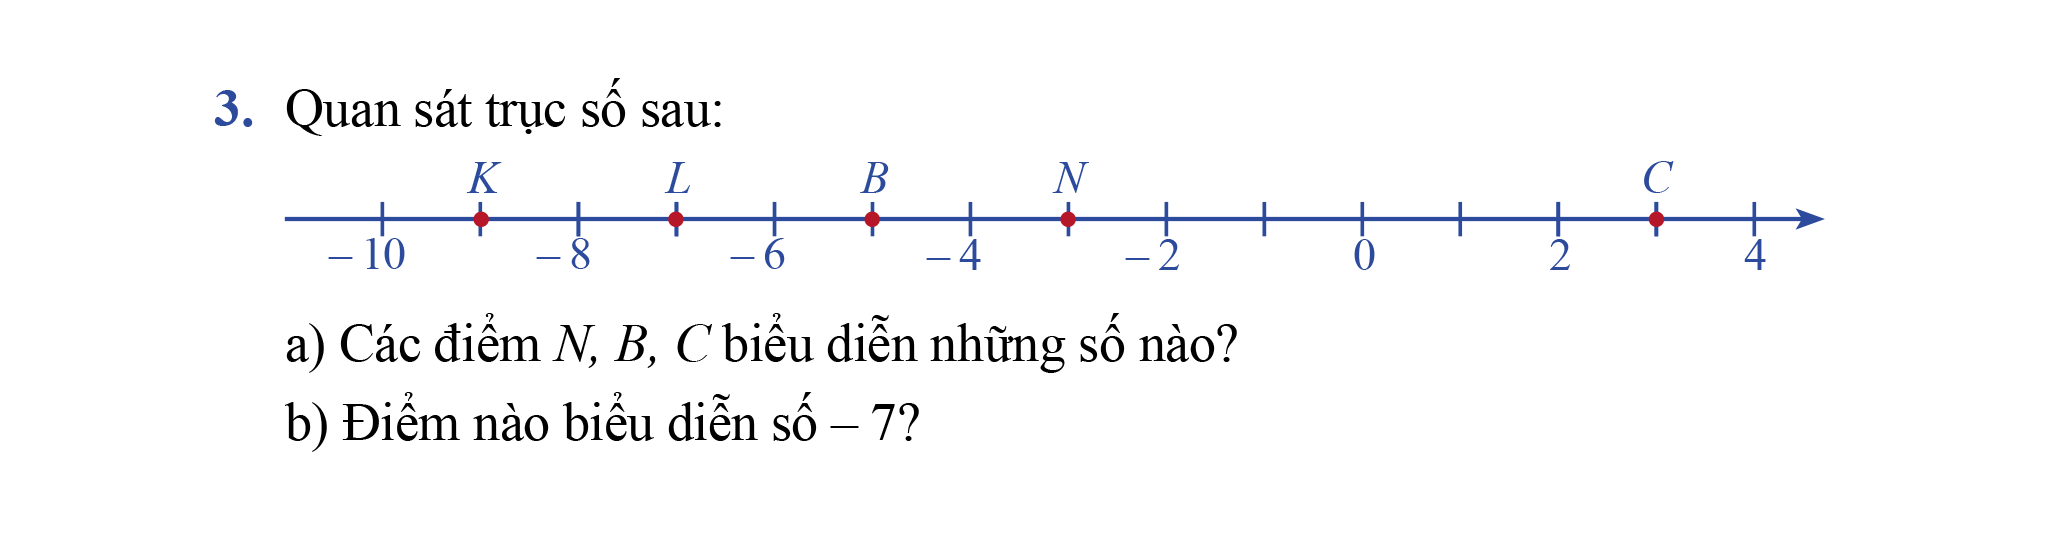 3. Quan sát trục số sau:
K L B N C
– 10 – 8 – 6 – 4 – 2 0 2 4
a) Các điểm N, B, C biểu diễn những số nào?
b) Điểm nào biểu diễn số – 7?